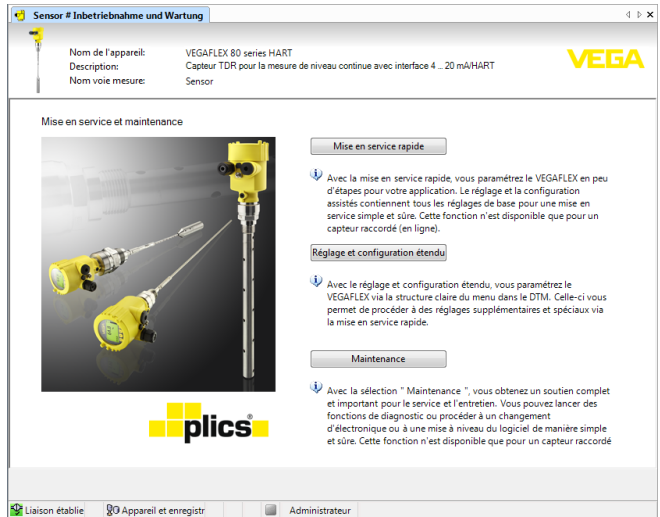 Sensor # Inbetriebnahme und Wartung
Nom de l'appareil: VEGAFLEX 80 series HART
Description: Capteur TDR pour la mesure de niveau continue avec interface 4 .. 20 mA/HART
Nom voie mesure: Sensor
VEGA
Mise en service et maintenance
Mise en service rapide
Avec la mise en service rapide, vous paramétrez le VEGAFLEX en peu
d'étapes pour votre application. Le réglage et la configuration
assistés contiennent tous les réglages de base pour une mise en
service simple et sûre. Cette fonction n'est disponible que pour un
capteur raccordé (en ligne).
Réglage et configuration étendu
Avec le réglage et configuration étendu, vous paramétrez le
VEGAFLEX via la structure claire du menu dans le DTM. Celle-ci vous
permet de procéder à des réglages supplémentaires et spéciaux via
la mise en service rapide.
Maintenance
Avec la sélection " Maintenance ", vous obtenez un soutien complet
et important pour le service et l'entretien. Vous pouvez lancer des
fonctions de diagnostic ou procéder à un changement
d'électronique ou à une mise à niveau du logiciel de manière simple
et sûre. Cette fonction n'est disponible que pour un capteur raccordé
plics®
Liaison établie Appareil et enregistr Administrateur